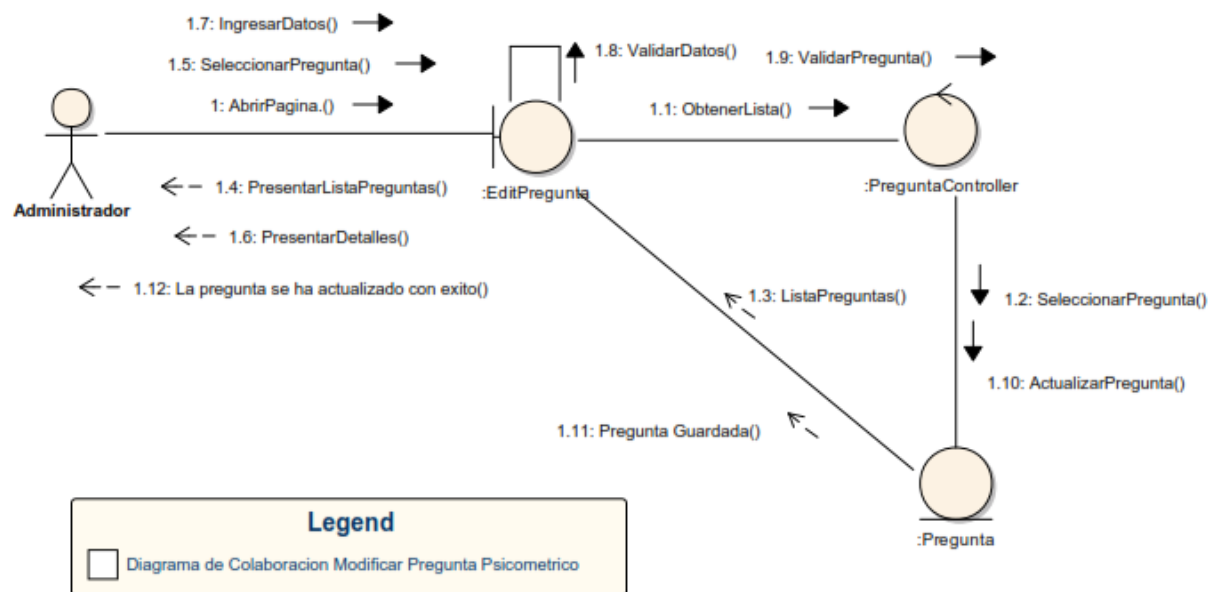 1.7: IngresarDatos()
1.5: SeleccionarPregunta()
1: AbrirPagina.()
1.8: ValidarDatos()
1.9: ValidarPregunta()
1.1: ObtenerLista()
Administrador
:EditPregunta
:PreguntaController
1.4: PresentarListaPreguntas()
1.6: PresentarDetalles()
1.12: La pregunta se ha actualizado con exito()
1.3: ListaPreguntas()
1.2: SeleccionarPregunta()
1.10: ActualizarPregunta()
1.11: Pregunta Guardada()
:Pregunta
Legend
Diagrama de Colaboracion Modificar Pregunta Psicometrico